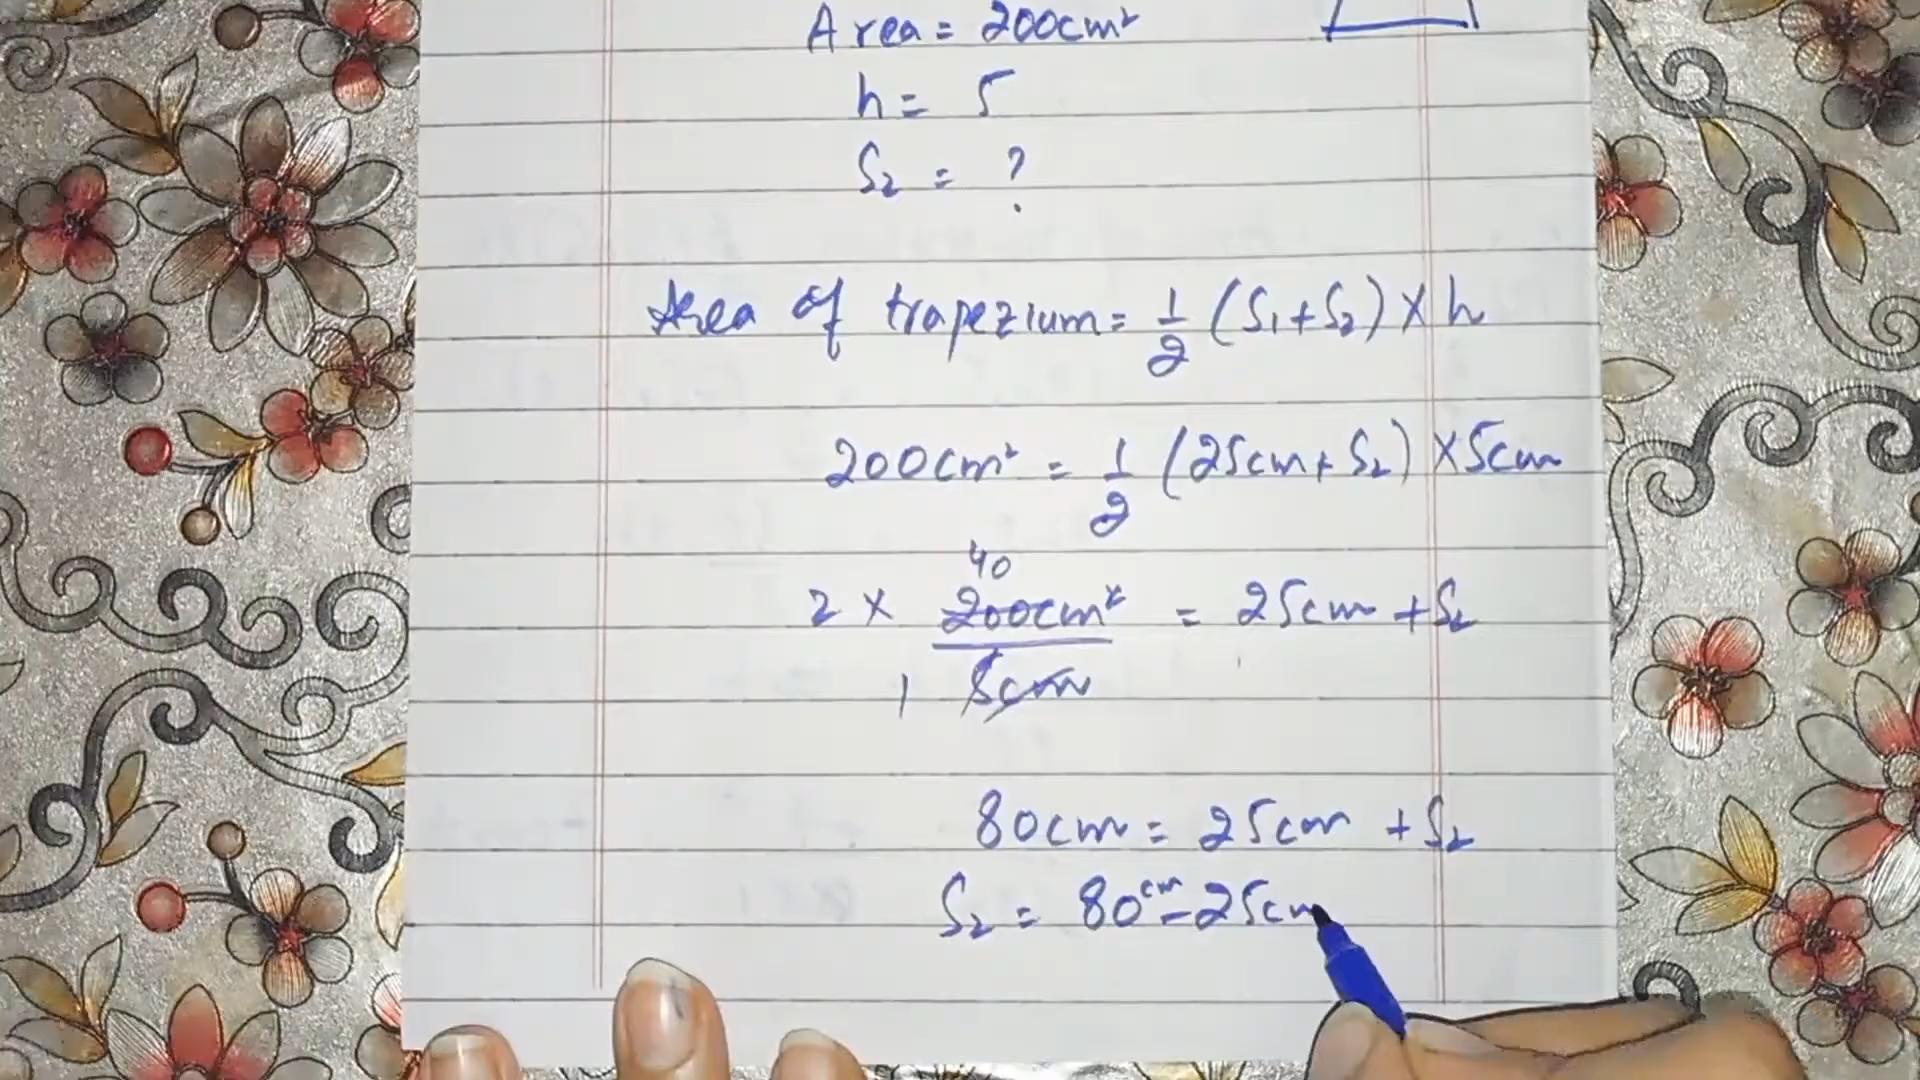 Area = 200cm²
h = 5
S₂ = ?
Area of trapezium = 1/2 (S₁+S₂) × h
200cm² = 1/2 (25cm + S₂) × 5cm
40
2 × 200cm² = 25cm + S₂
1 5cm
80cm = 25cm + S₂
S₂ = 80cm - 25cm